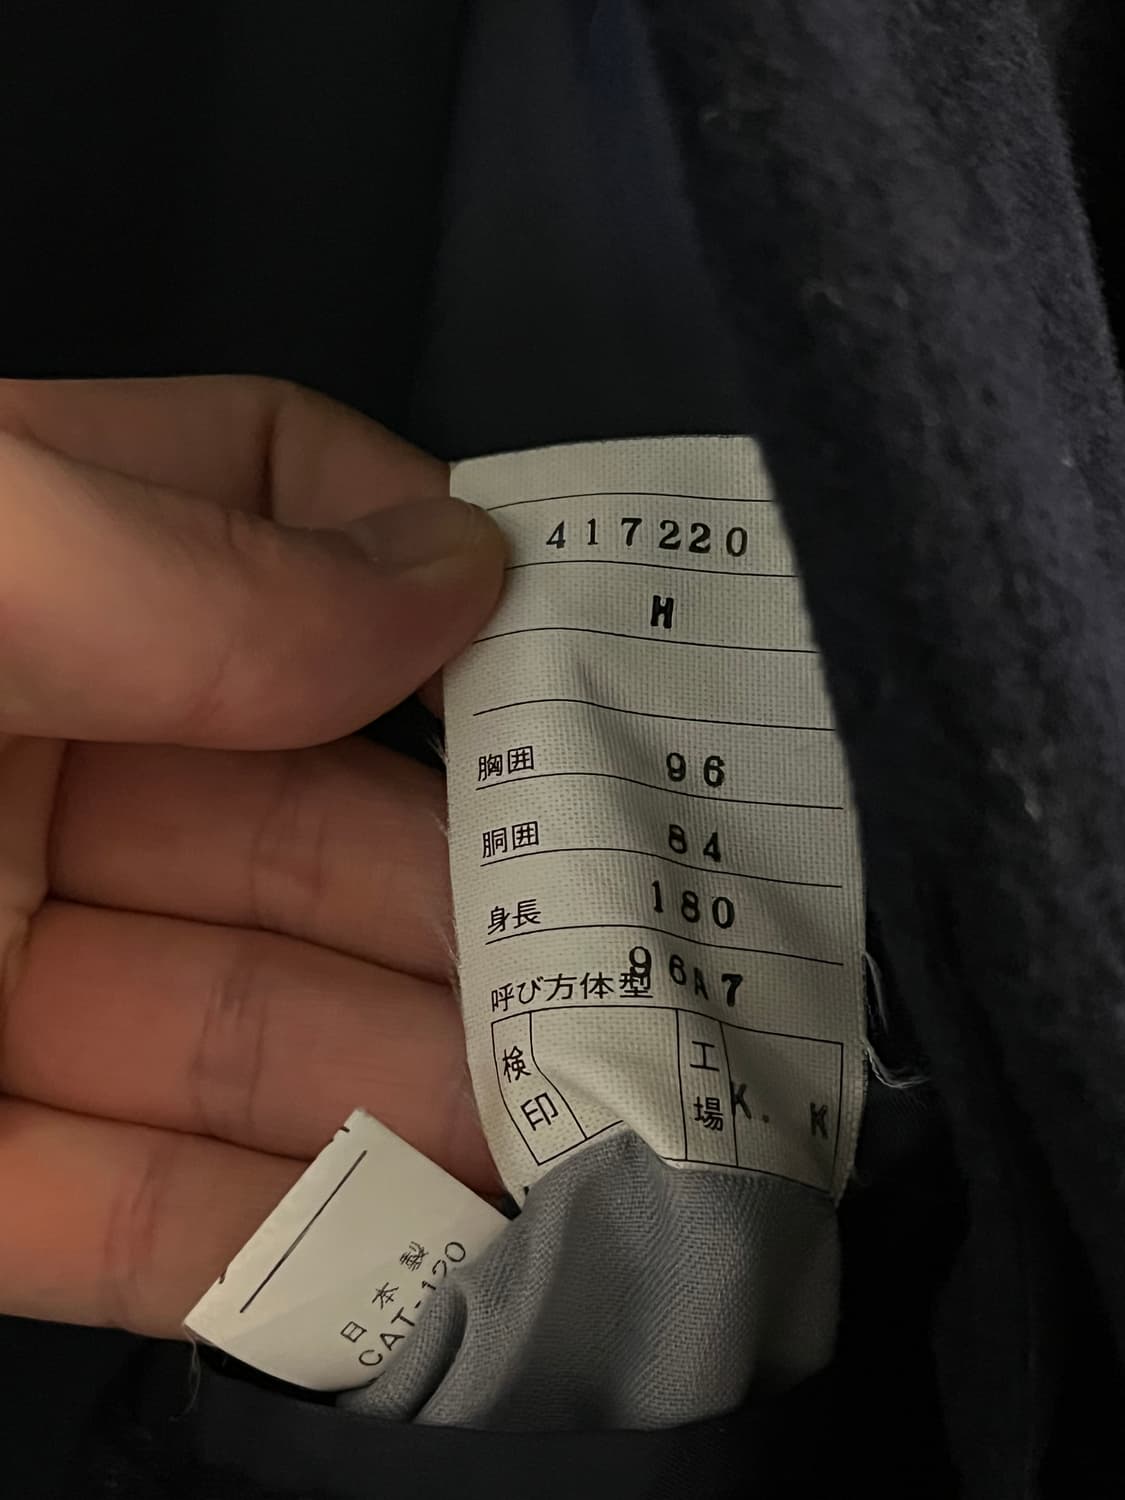 417220
H
胸囲 96
胴囲 84
身長 180
呼び方体型 96A7
検印 工場 K. K
日本製
CAT-120